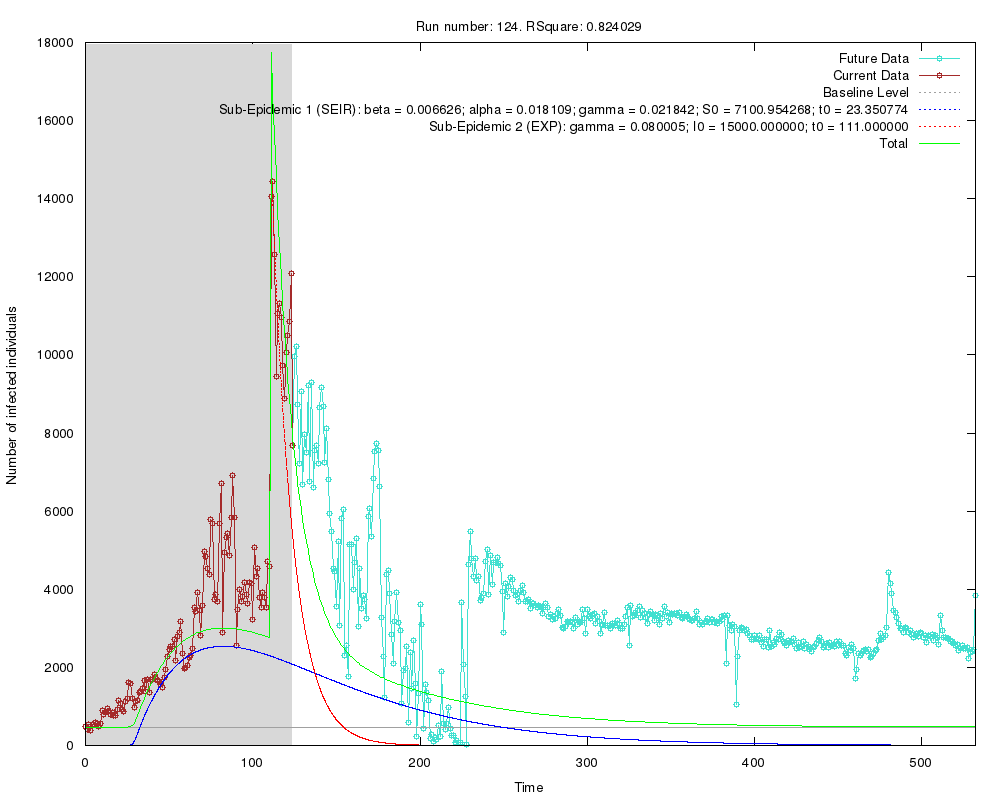 Run number: 124. RSquare: 0.824029
Future Data
Current Data
Baseline Level
Sub-Epidemic 1 (SEIR): beta = 0.006626; alpha = 0.018109; gamma = 0.021842; S0 = 7100.954268; t0 = 23.350774
Sub-Epidemic 2 (EXP): gamma = 0.080005; I0 = 15000.000000; t0 = 111.000000
Total
18000
16000
14000
12000
10000
8000
6000
4000
2000
0
Number of infected individuals
0 100 200 300 400 500
Time